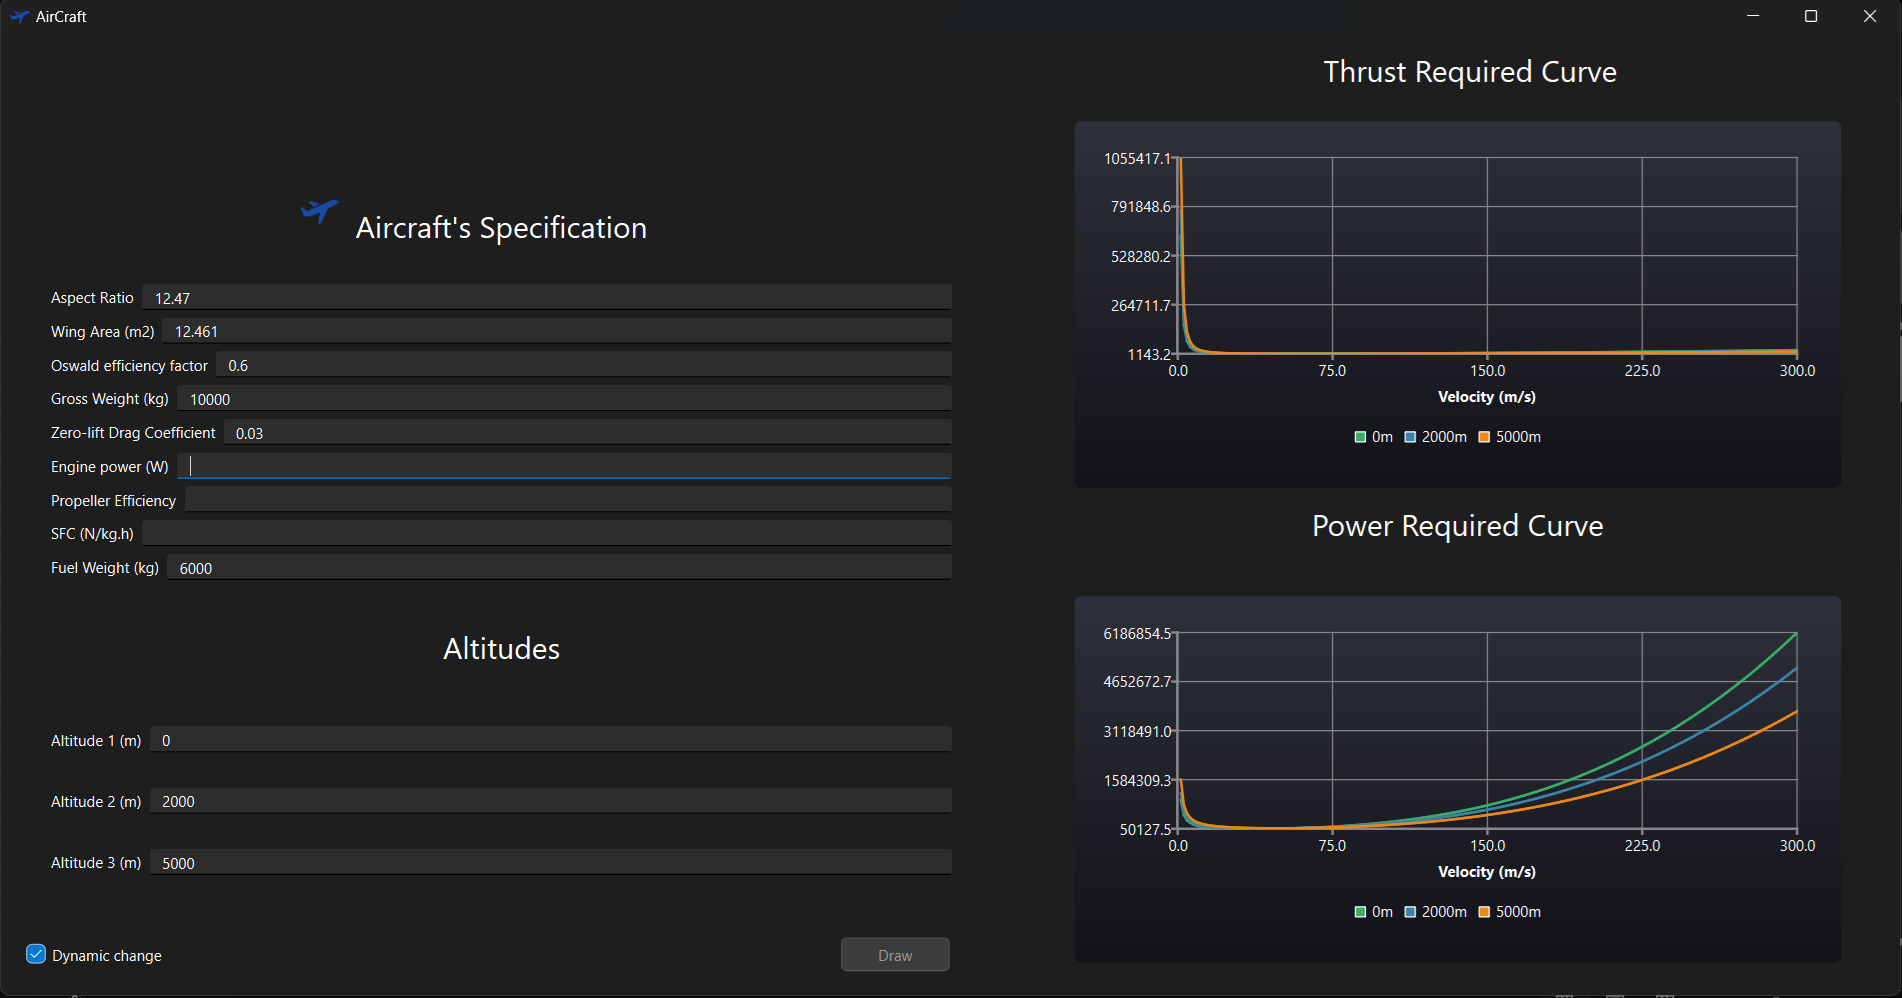 AirCraft
Aircraft's Specification
Aspect Ratio 12.47
Wing Area (m2) 12.461
Oswald efficiency factor 0.6
Gross Weight (kg) 10000
Zero-lift Drag Coefficient 0.03
Engine power (W)
Propeller Efficiency
SFC (N/kg.h)
Fuel Weight (kg) 6000
Altitudes
Altitude 1 (m) 0
Altitude 2 (m) 2000
Altitude 3 (m) 5000
Dynamic change Draw
Thrust Required Curve
1055417.1
791848.6
528280.2
264711.7
1143.2
0.0 75.0 150.0 225.0 300.0
Velocity (m/s)
0m 2000m 5000m
Power Required Curve
6186854.5
4652672.7
3118491.0
1584309.3
50127.5
0.0 75.0 150.0 225.0 300.0
Velocity (m/s)
0m 2000m 5000m